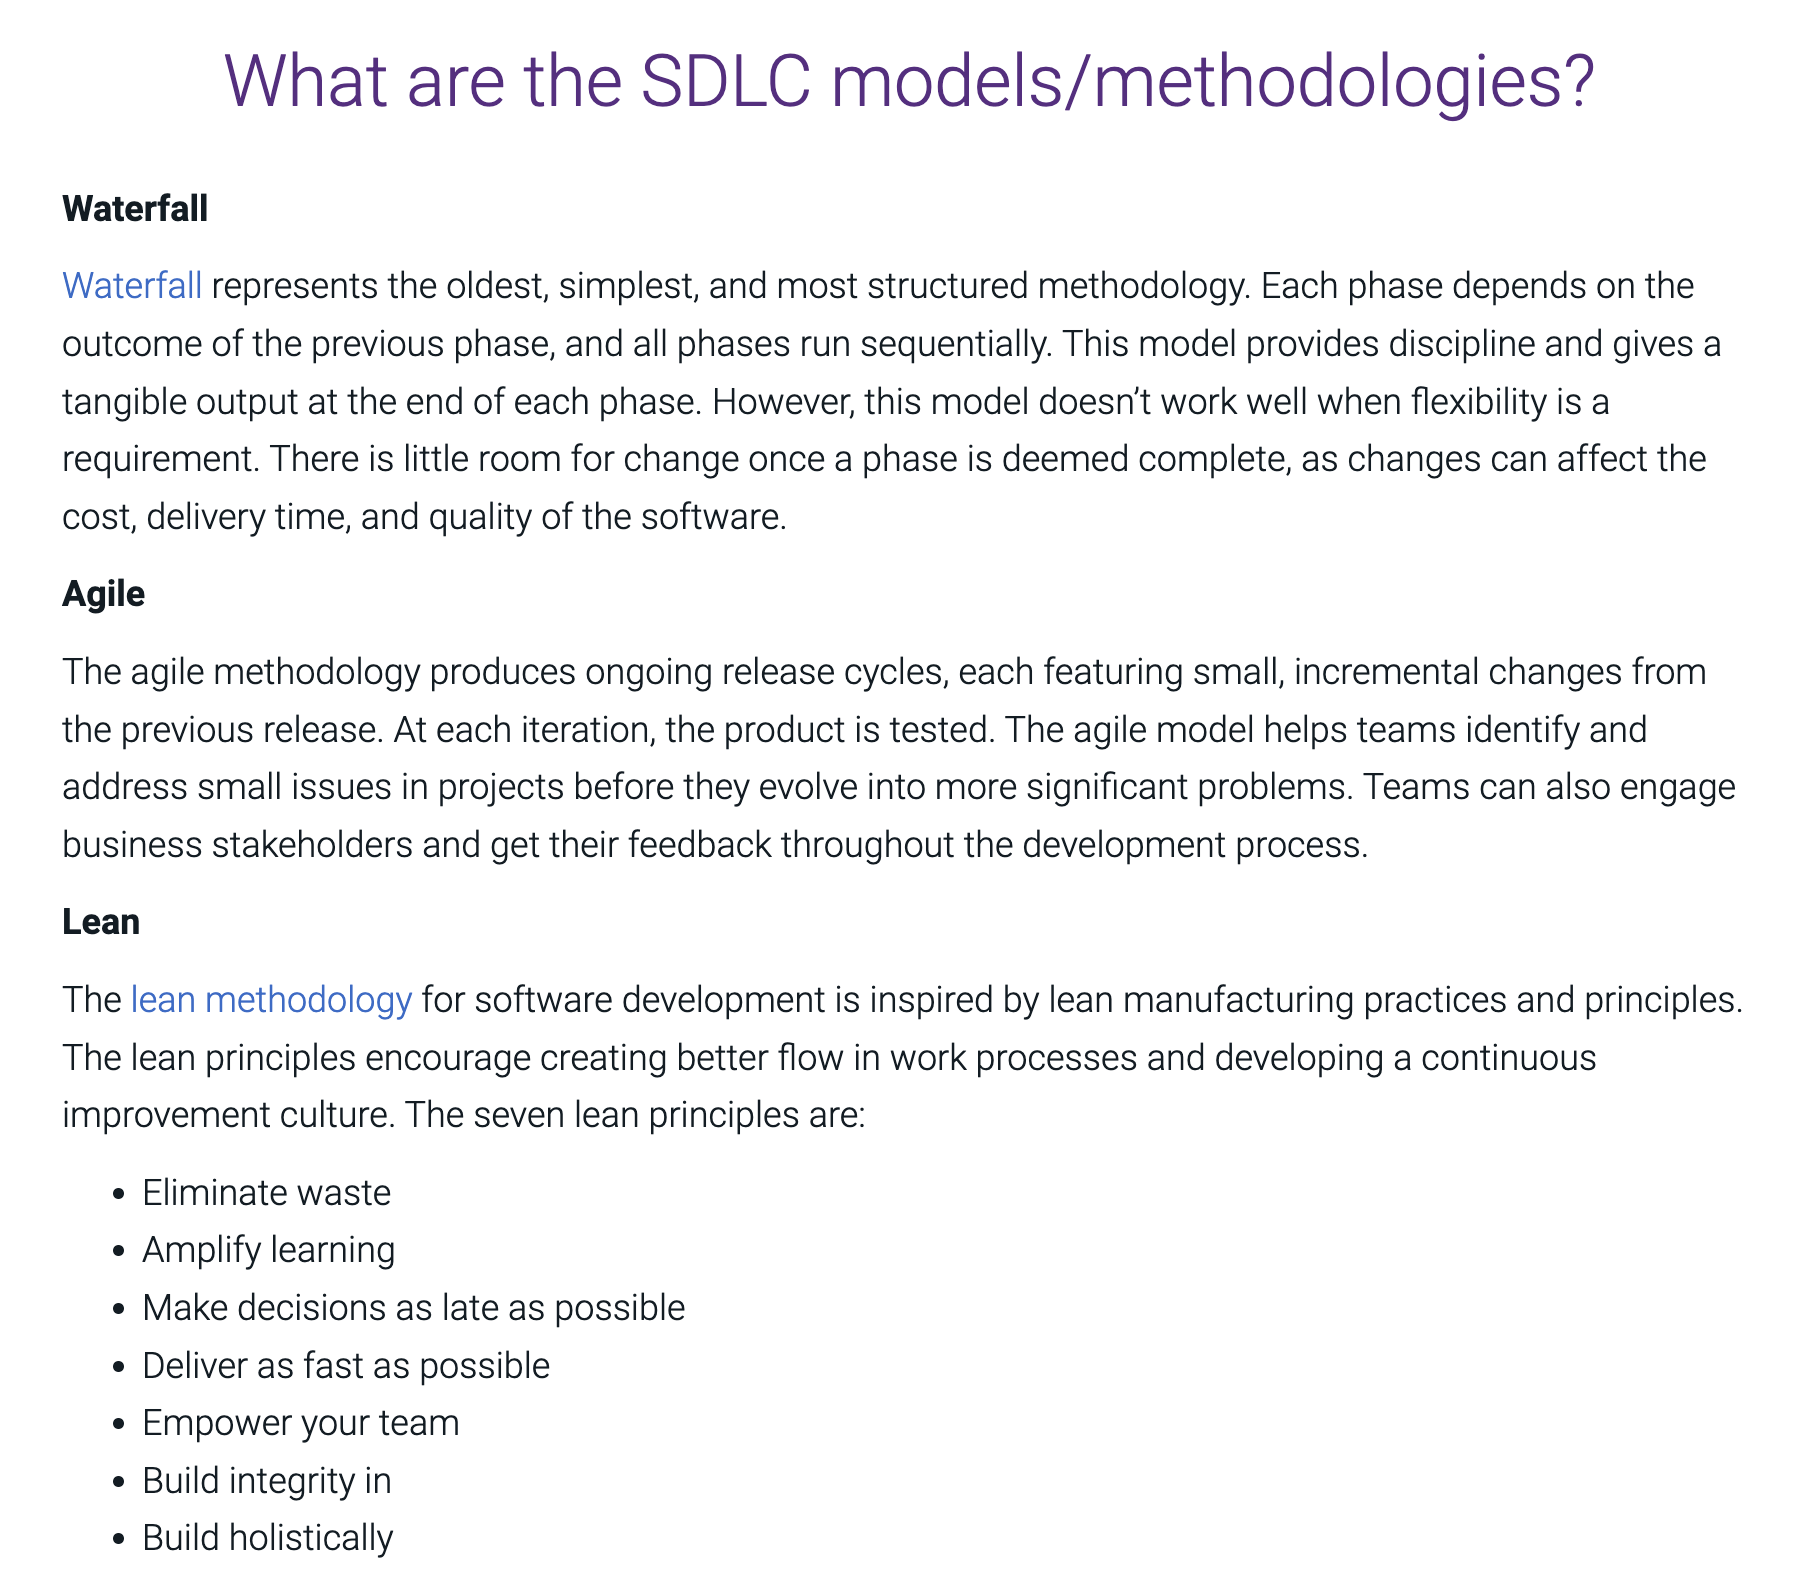 What are the SDLC models/methodologies?
Waterfall
Waterfall represents the oldest, simplest, and most structured methodology. Each phase depends on the
outcome of the previous phase, and all phases run sequentially. This model provides discipline and gives a
tangible output at the end of each phase. However, this model doesn’t work well when flexibility is a
requirement. There is little room for change once a phase is deemed complete, as changes can affect the
cost, delivery time, and quality of the software.
Agile
The agile methodology produces ongoing release cycles, each featuring small, incremental changes from
the previous release. At each iteration, the product is tested. The agile model helps teams identify and
address small issues in projects before they evolve into more significant problems. Teams can also engage
business stakeholders and get their feedback throughout the development process.
Lean
The lean methodology for software development is inspired by lean manufacturing practices and principles.
The lean principles encourage creating better flow in work processes and developing a continuous
improvement culture. The seven lean principles are:
• Eliminate waste
• Amplify learning
• Make decisions as late as possible
• Deliver as fast as possible
• Empower your team
• Build integrity in
• Build holistically